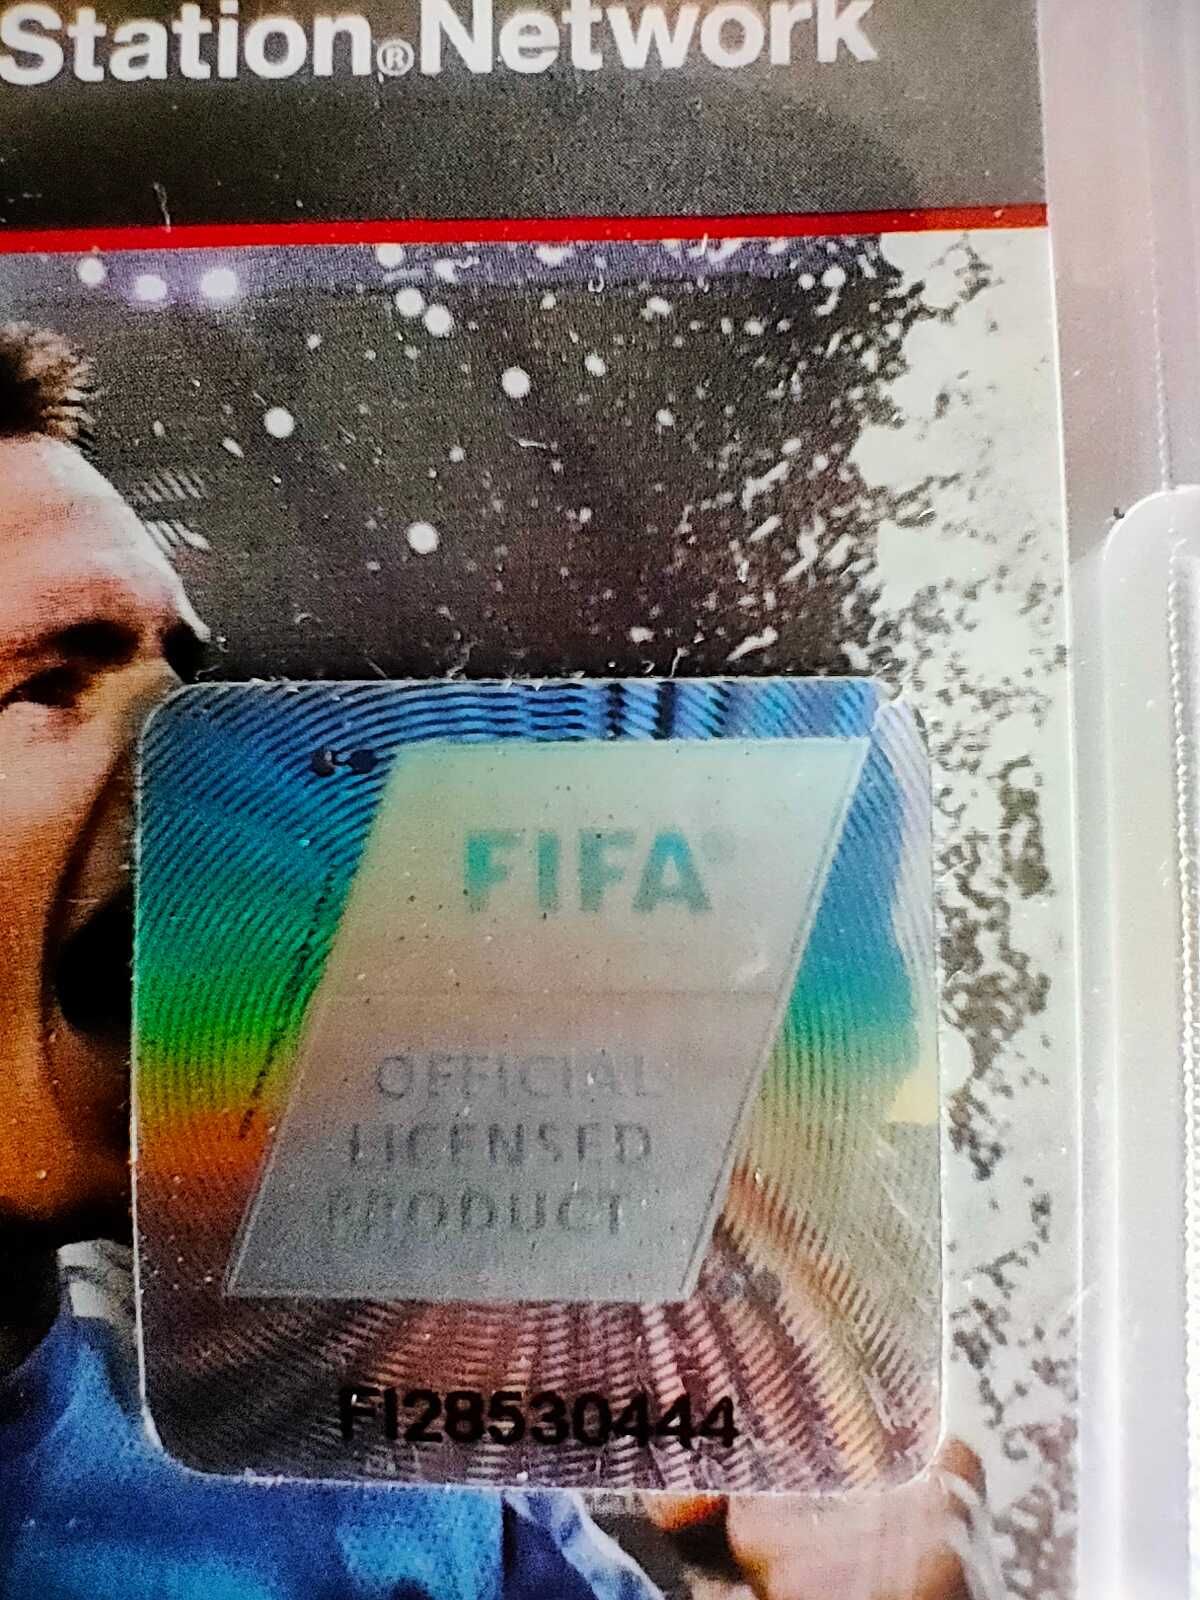 Station® Network
FIFA®
OFFICIAL
LICENSED
PRODUCT
FI28530444